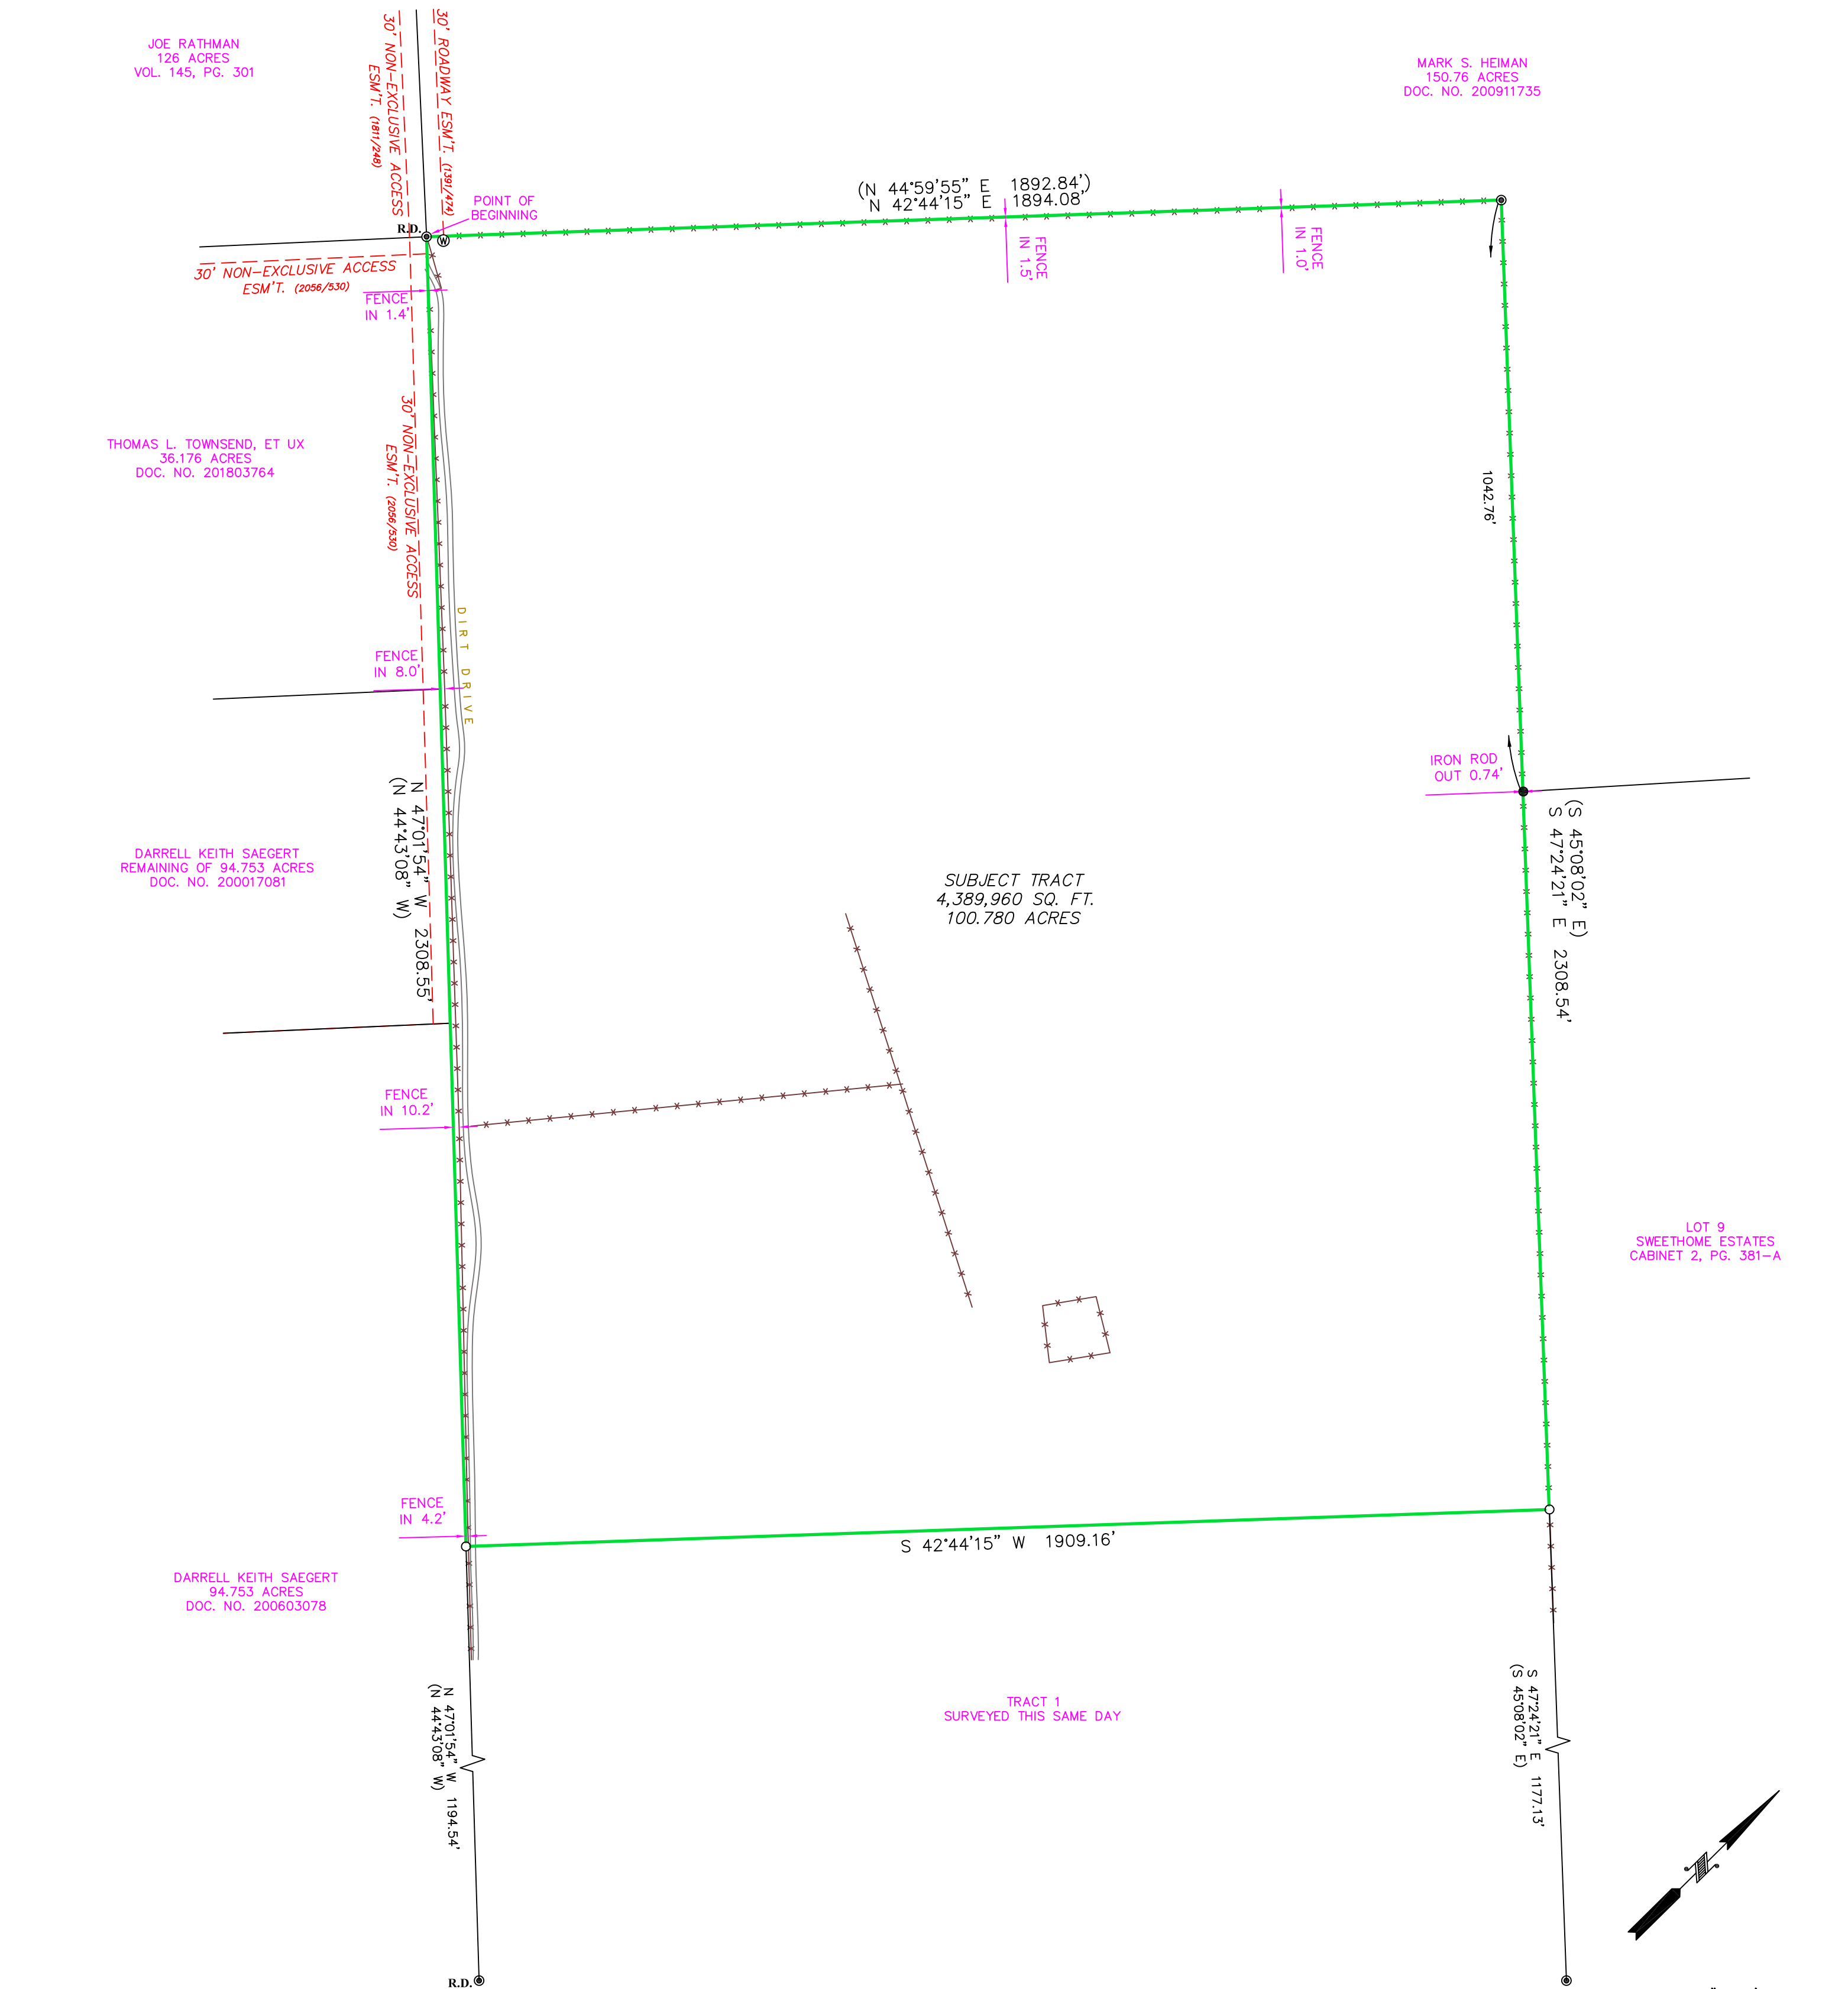 JOE RATHMAN
126 ACRES
VOL. 145, PG. 301
30' NON-EXCLUSIVE ACCESS
ESM'T. (1811/248)
30' ROADWAY ESM'T. (1391/474)
MARK S. HEIMAN
150.76 ACRES
DOC. NO. 200911735
(N 44°59'55" E 1892.84')
N 42°44'15" E 1894.08'
POINT OF
BEGINNING
R.D.
W
30' NON-EXCLUSIVE ACCESS
ESM'T. (2056/530)
FENCE
IN 1.4'
FENCE
IN 1.5'
FENCE
IN 1.0'
THOMAS L. TOWNSEND, ET UX
36.176 ACRES
DOC. NO. 201803764
30' NON-EXCLUSIVE ACCESS
ESM'T. (2056/530)
1042.76'
DIRT DRIVE
FENCE
IN 8.0'
IRON ROD
OUT 0.74'
N 47°01'54" W 2308.55'
(N 44°43'08" W)
(S 45°08'02" E)
S 47°24'21" E 2308.54'
DARRELL KEITH SAEGERT
REMAINING OF 94.753 ACRES
DOC. NO. 200017081
SUBJECT TRACT
4,389,960 SQ. FT.
100.780 ACRES
FENCE
IN 10.2'
LOT 9
SWEETHOME ESTATES
CABINET 2, PG. 381-A
FENCE
IN 4.2'
S 42°44'15" W 1909.16'
DARRELL KEITH SAEGERT
94.753 ACRES
DOC. NO. 200603078
TRACT 1
SURVEYED THIS SAME DAY
N 47°01'54" W 1194.54'
(N 44°43'08" W)
S 47°24'21" E 1177.13'
(S 45°08'02" E)
R.D.